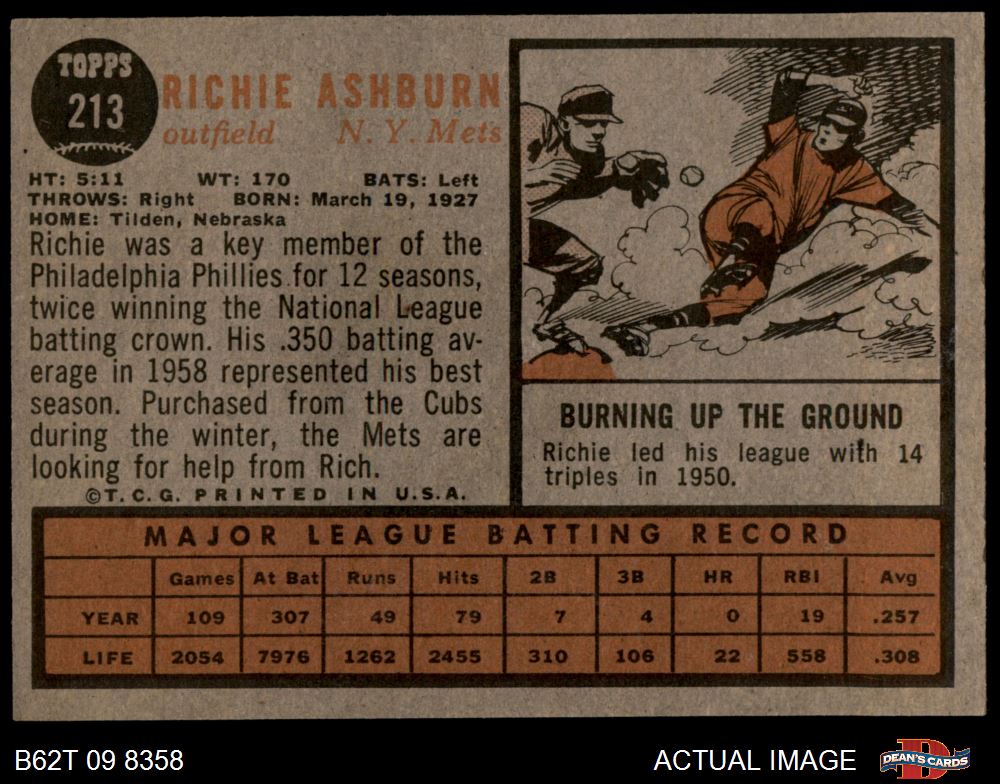 TOPPS
213
RICHIE ASHBURN
outfield N. Y. Mets
HT: 5:11 WT: 170 BATS: Left
THROWS: Right BORN: March 19, 1927
HOME: Tilden, Nebraska
Richie was a key member of the
Philadelphia Phillies for 12 seasons,
twice winning the National League
batting crown. His .350 batting av-
erage in 1958 represented his best
season. Purchased from the Cubs
during the winter, the Mets are
looking for help from Rich.
©T. C. G. PRINTED IN U.S.A.
BURNING UP THE GROUND
Richie led his league with 14
triples in 1950.
MAJOR LEAGUE BATTING RECORD
Games At Bat Runs Hits 2B 3B HR RBI Avg
YEAR 109 307 49 79 7 4 0 19 .257
LIFE 2054 7976 1262 2455 310 106 22 558 .308
B62T 09 8358 ACTUAL IMAGE D DEAN'S CARDS